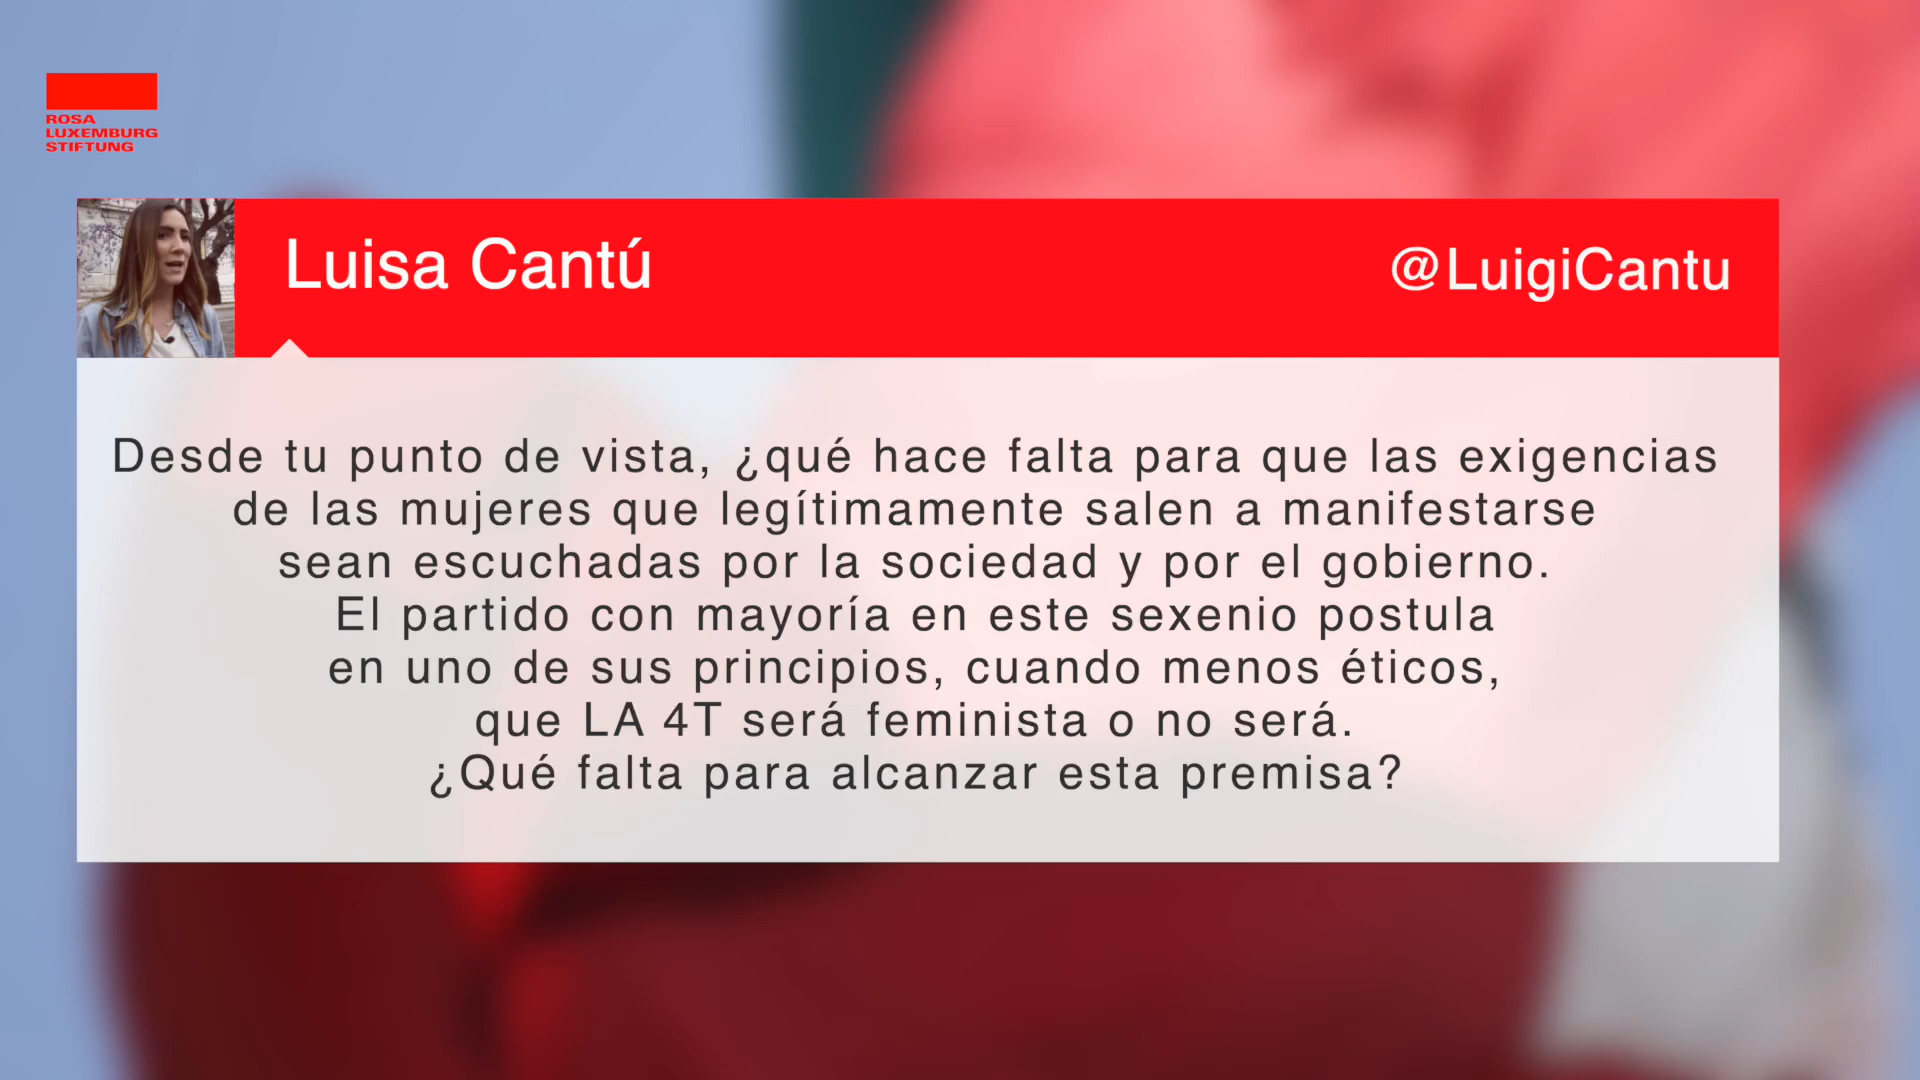 ROSA
LUXEMBURG
STIFTUNG
Luisa Cantú
@LuigiCantu
Desde tu punto de vista, ¿qué hace falta para que las exigencias
de las mujeres que legítimamente salen a manifestarse
sean escuchadas por la sociedad y por el gobierno.
El partido con mayoría en este sexenio postula
en uno de sus principios, cuando menos éticos,
que LA 4T será feminista o no será.
¿Qué falta para alcanzar esta premisa?